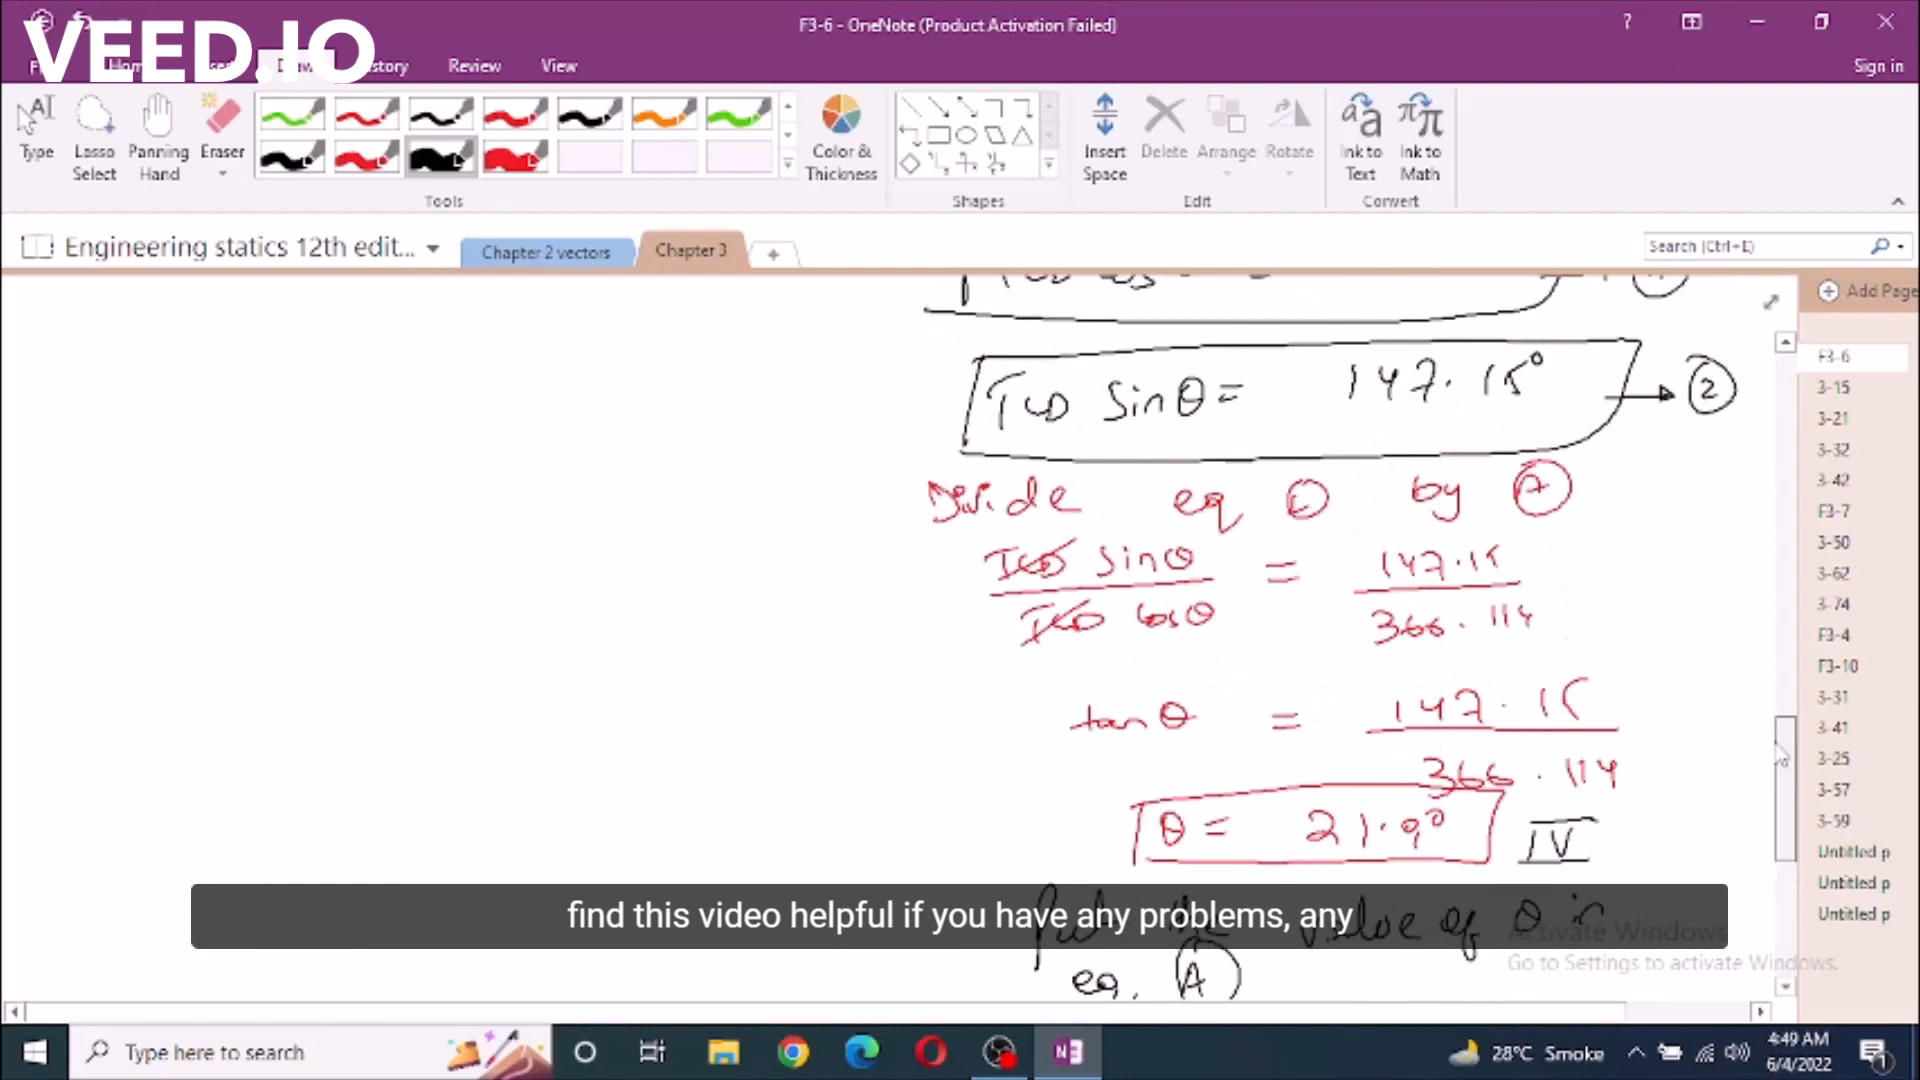 F3-6 - OneNote (Product Activation Failed)
VEED.IO
Review View
Sign in
Type
Lasso Select
Panning Hand
Eraser
Color & Thickness
Insert Space
Delete
Arrange
Rotate
Ink to Text
Ink to Math
Tools
Shapes
Edit
Convert
Engineering statics 12th edit...
Chapter 2 vectors
Chapter 3
Search (Ctrl+E)
Add Page
TCD Sinθ = 147.15° → 2
Divide eq by A
TCD sinθ = 147.15
TCD cosθ 366.114
tanθ = 147.15
366.114
θ = 21.9° IV
Put the value of θ in
eq. A
find this video helpful if you have any problems, any
Activate Windows
Go to Settings to activate Windows.
F3-6
3-15
3-21
3-32
3-42
F3-7
3-50
3-62
3-74
F3-4
F3-10
3-31
3-41
3-25
3-57
3-59
Untitled p
Untitled p
Untitled p
Type here to search
28°C Smoke
4:49 AM
6/4/2022